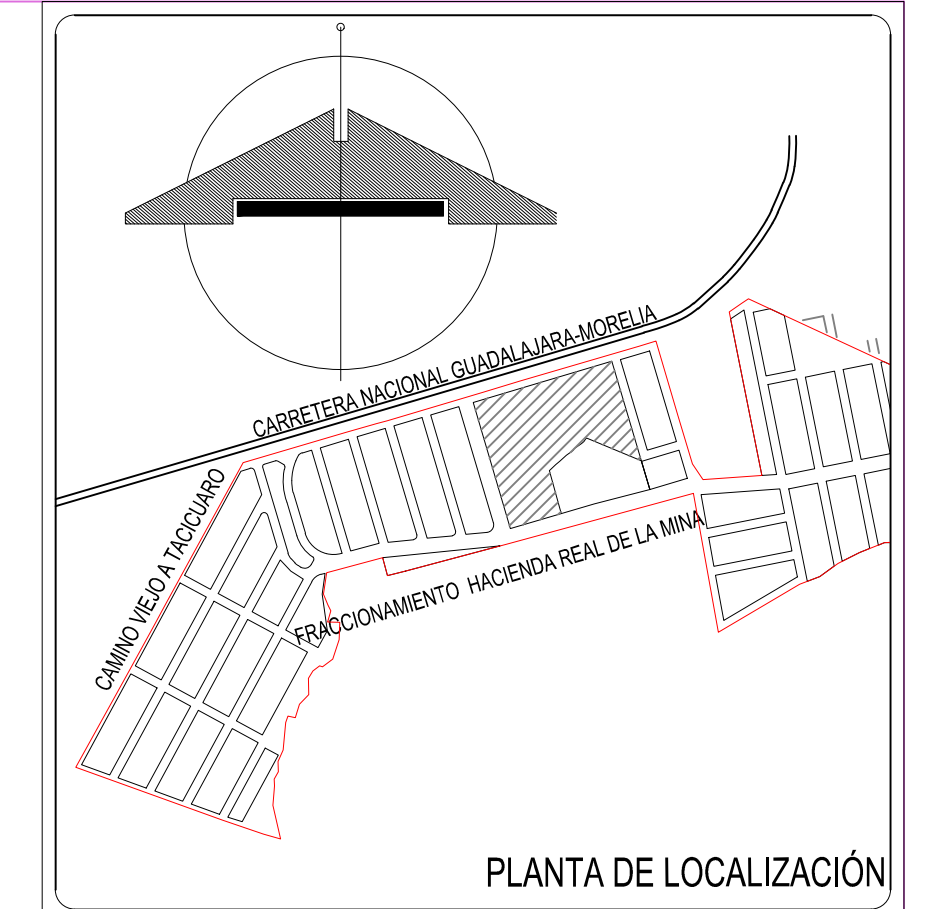 CARRETERA NACIONAL GUADALAJARA-MORELIA
CAMINO VIEJO A TACICUARO
FRACCIONAMIENTO HACIENDA REAL DE LA MINA
PLANTA DE LOCALIZACIÓN